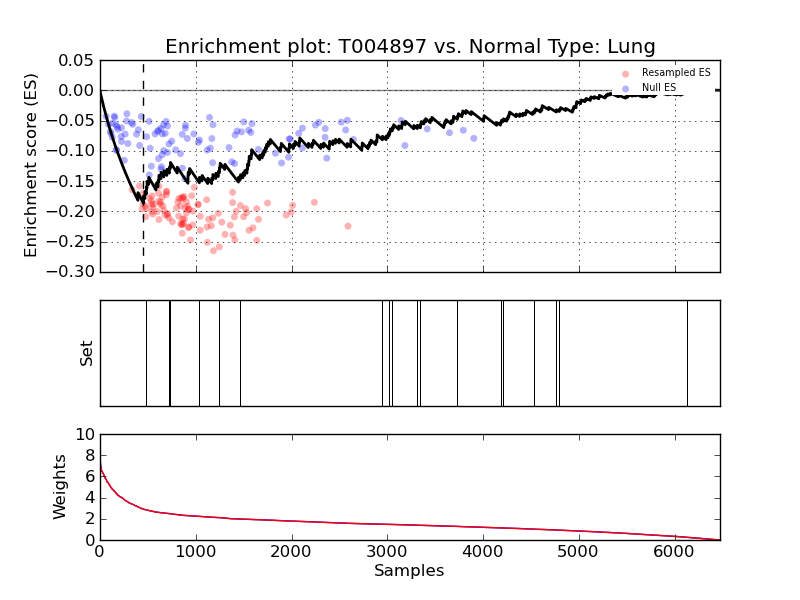 Enrichment plot: T004897 vs. Normal Type: Lung
Enrichment score (ES)
0.05
0.00
−0.05
−0.10
−0.15
−0.20
−0.25
−0.30
Resampled ES
Null ES
Set
Weights
10
8
6
4
2
0
0 1000 2000 3000 4000 5000 6000
Samples